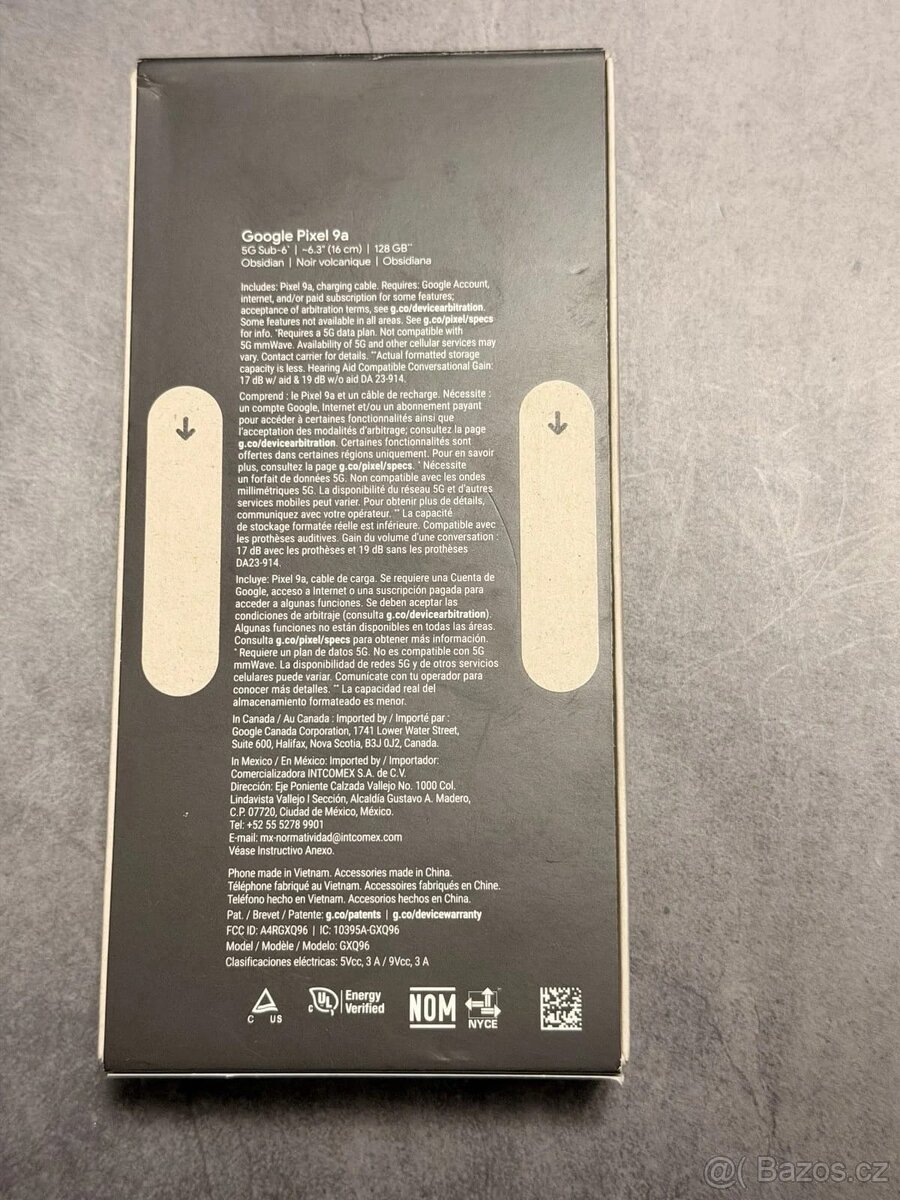 Google Pixel 9a
5G Sub-6* | ~6.3" (16 cm) | 128 GB**
Obsidian | Noir volcanique | Obsidiana
Includes: Pixel 9a, charging cable. Requires: Google Account,
internet, and/or paid subscription for some features;
acceptance of arbitration terms, see g.co/devicearbitration.
Some features not available in all areas. See g.co/pixel/specs
for info. *Requires a 5G data plan. Not compatible with
5G mmWave. Availability of 5G and other cellular services may
vary. Contact carrier for details. **Actual formatted storage
capacity is less. Hearing Aid Compatible Conversational Gain:
17 dB w/ aid & 19 dB w/o aid DA 23-914.
Comprend : le Pixel 9a et un câble de recharge. Nécessite :
un compte Google, Internet et/ou un abonnement payant
pour accéder à certaines fonctionnalités ainsi que
l'acceptation des modalités d'arbitrage; consultez la page
g.co/devicearbitration. Certaines fonctionnalités sont
offertes dans certaines régions uniquement. Pour en savoir
plus, consultez la page g.co/pixel/specs. * Nécessite
un forfait de données 5G. Non compatible avec les ondes
millimétriques 5G. La disponibilité du réseau 5G et d'autres
services mobiles peut varier. Pour obtenir plus de détails,
communiquez avec votre opérateur. ** La capacité
de stockage formatée réelle est inférieure. Compatible avec
les prothèses auditives. Gain du volume d'une conversation :
17 dB avec les prothèses et 19 dB sans les prothèses
DA23-914.
Incluye: Pixel 9a, cable de carga. Se requiere una Cuenta de
Google, acceso a Internet o una suscripción pagada para
acceder a algunas funciones. Se deben aceptar las
condiciones de arbitraje (consulta g.co/devicearbitration).
Algunas funciones no están disponibles en todas las áreas.
Consulta g.co/pixel/specs para obtener más información.
* Requiere un plan de datos 5G. No es compatible con 5G
mmWave. La disponibilidad de redes 5G y de otros servicios
celulares puede variar. Comunícate con tu operador para
conocer más detalles. ** La capacidad real del
almacenamiento formateado es menor.
In Canada / Au Canada : Imported by / Importé par :
Google Canada Corporation, 1741 Lower Water Street,
Suite 600, Halifax, Nova Scotia, B3J 0J2, Canada.
In Mexico / En México: Imported by / Importador:
Comercializadora INTCOMEX S.A. de C.V.
Dirección: Eje Poniente Calzada Vallejo No. 1000 Col.
Lindavista Vallejo I Sección, Alcaldía Gustavo A. Madero,
C.P. 07720, Ciudad de México, México.
Tel: +52 55 5278 9901
E-mail: mx-normatividad@intcomex.com
Véase Instructivo Anexo.
Phone made in Vietnam. Accessories made in China.
Téléphone fabriqué au Vietnam. Accessoires fabriqués en Chine.
Teléfono hecho en Vietnam. Accesorios hechos en China.
Pat. / Brevet / Patente: g.co/patents | g.co/devicewarranty
FCC ID: A4RGXQ96 | IC: 10395A-GXQ96
Model / Modèle / Modelo: GXQ96
Clasificaciones eléctricas: 5Vcc, 3 A / 9Vcc, 3 A
C US
C UL Energy Verified
NOM
NYCE
@( Bazos.cz